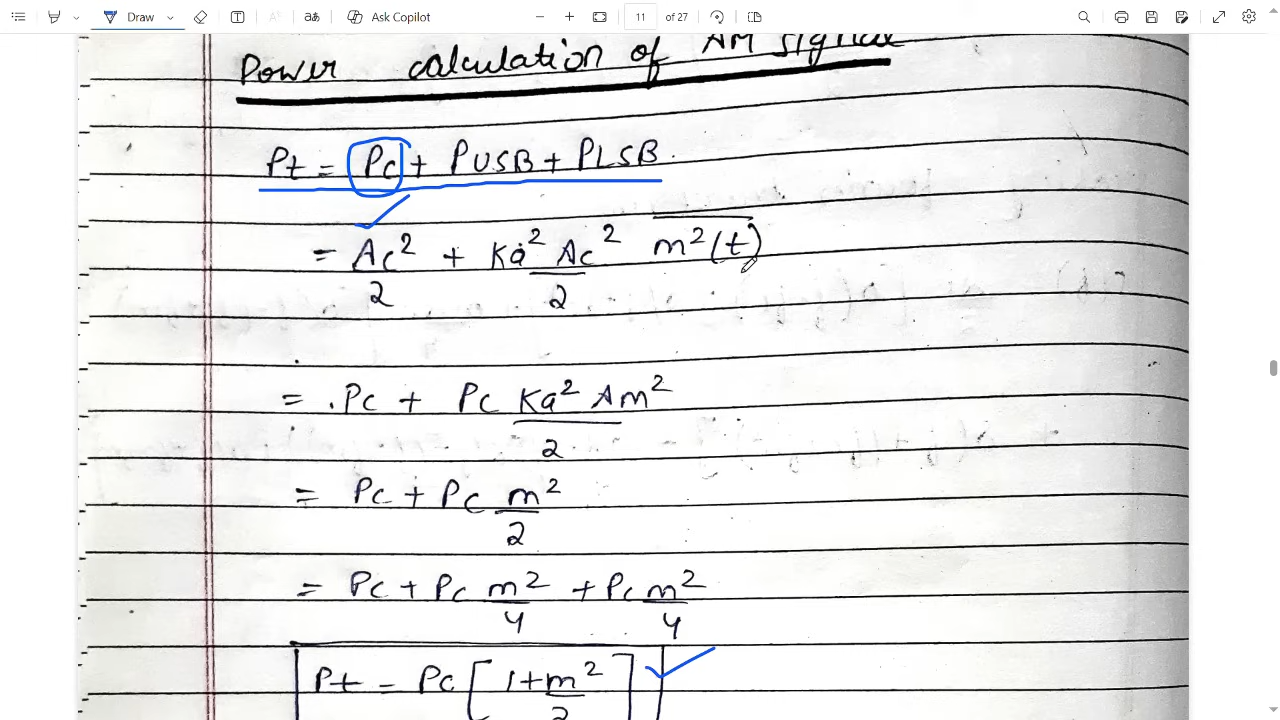 Draw Ask Copilot 11 of 27
Power calculation of AM signal
Pt = Pc + PUSB + PLSB.
= Ac²/2 + Ka² Ac²/2 m²(t)
= .Pc + Pc Ka² Am²/2
= Pc + Pc m²/2
= Pc + Pc m²/4 + Pc m²/4
Pt = Pc [1 + m²/2]